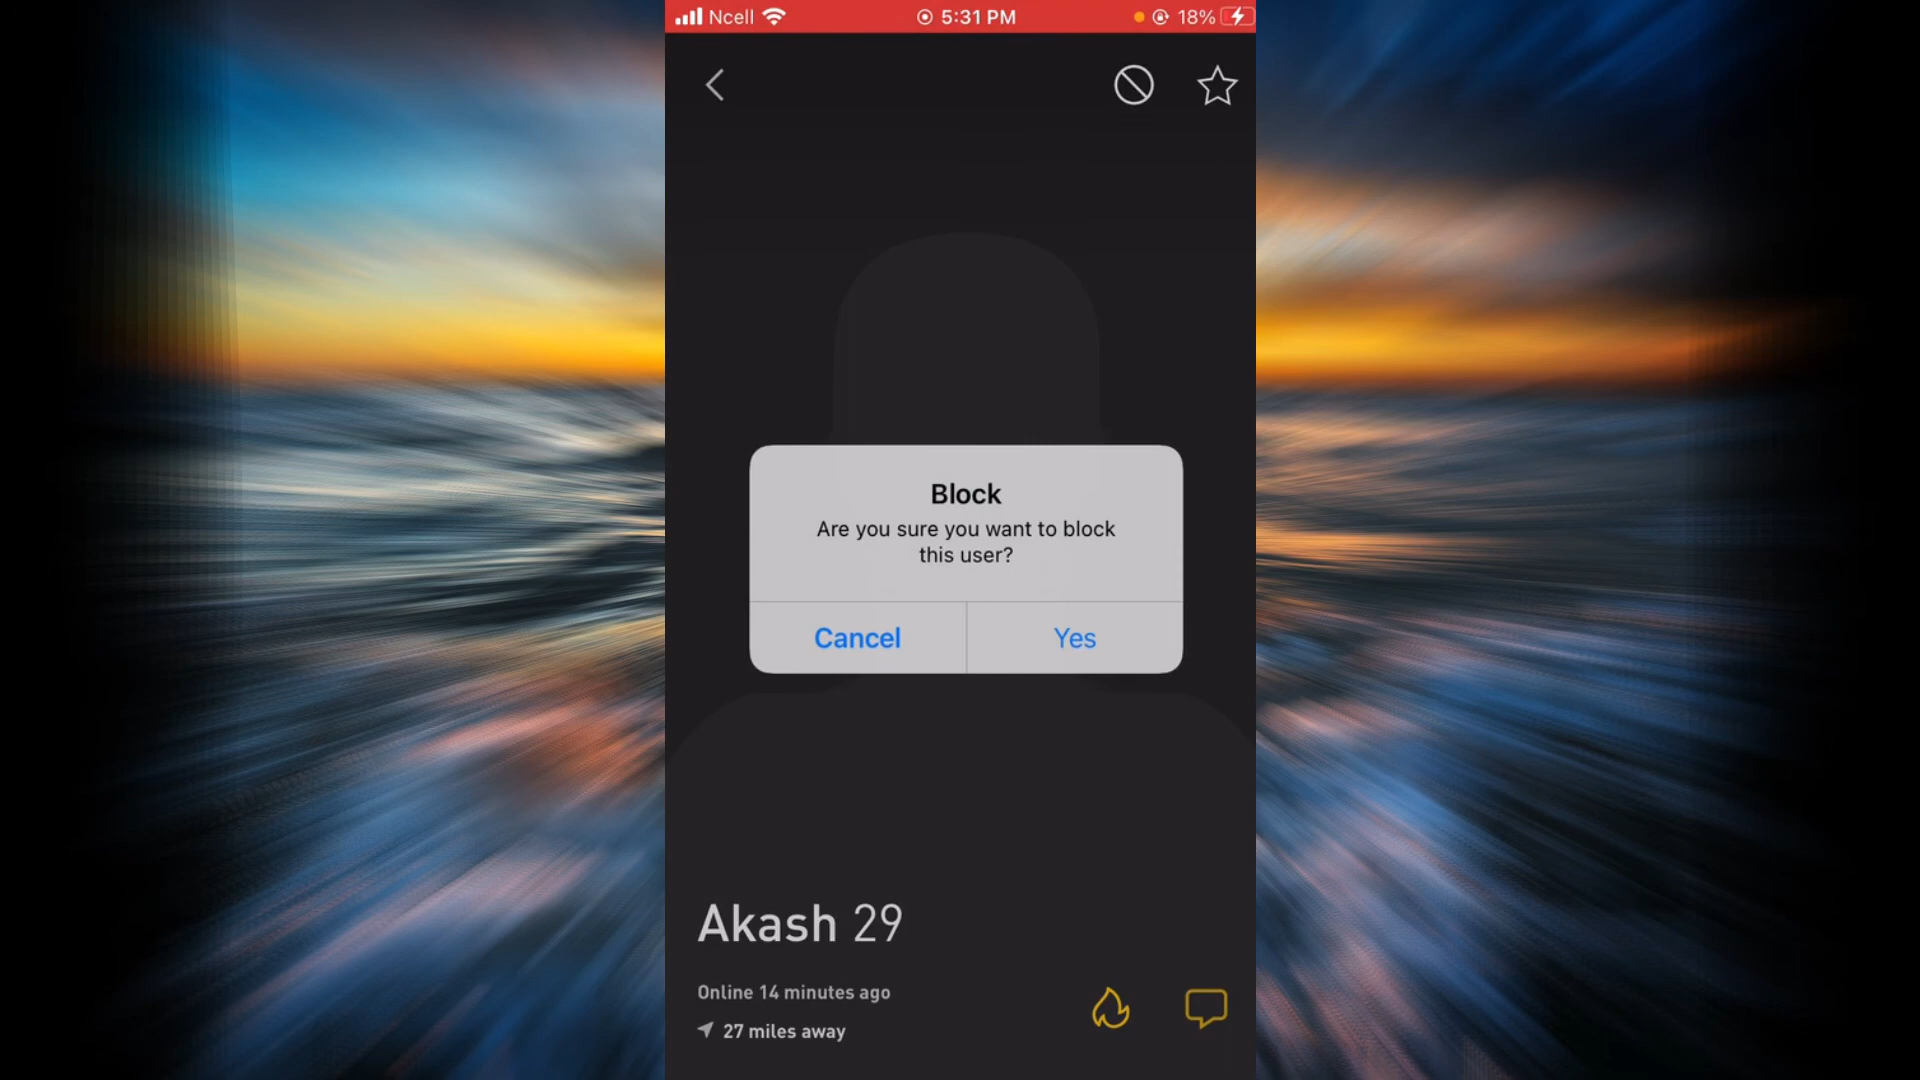 Ncell
5:31 PM
18%
Block
Are you sure you want to block
this user?
Cancel
Yes
Akash 29
Online 14 minutes ago
27 miles away